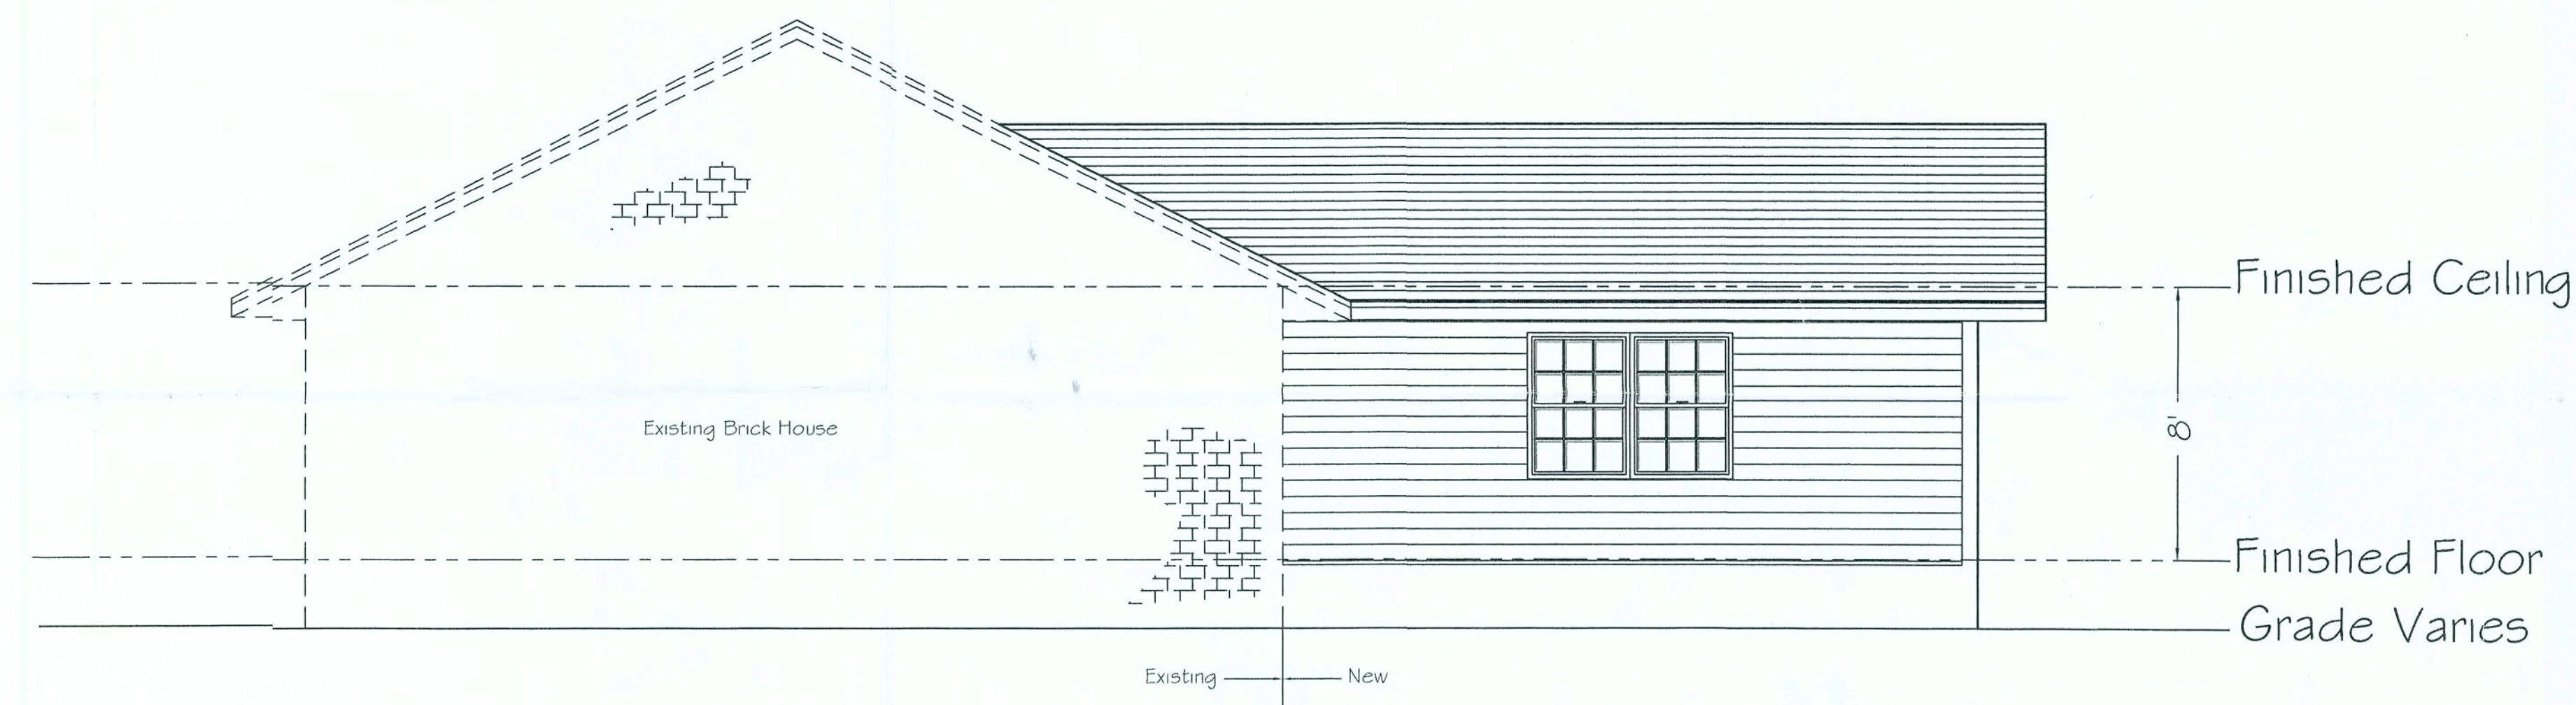 Finished Ceiling
Existing Brick House
8'
Finished Floor
Grade Varies
Existing
New